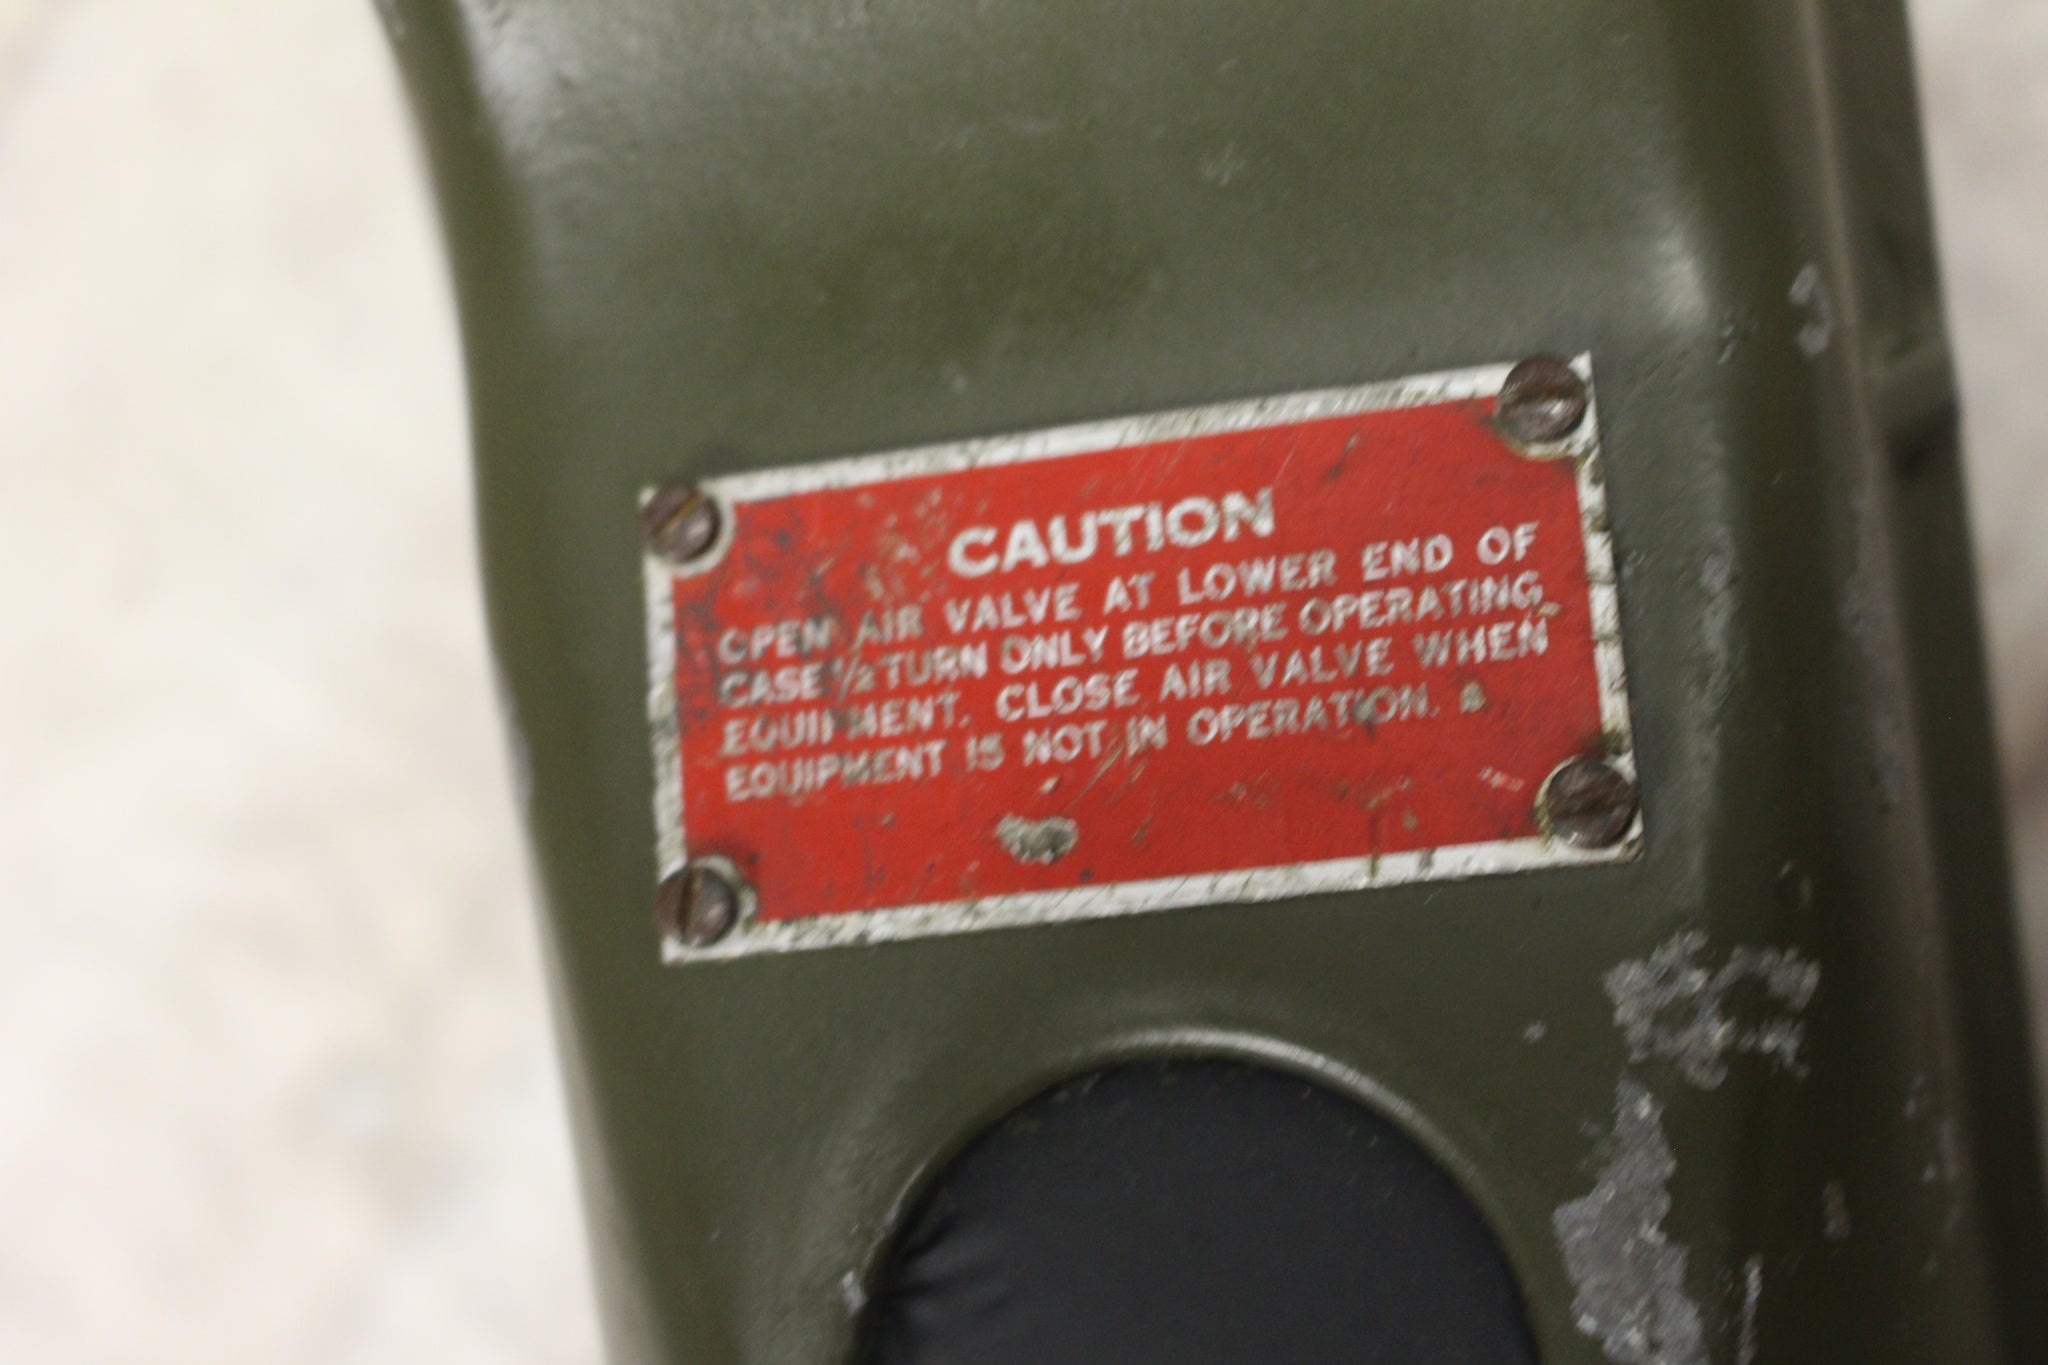 CAUTION
OPEN AIR VALVE AT LOWER END OF
CASE 1/2 TURN ONLY BEFORE OPERATING
EQUIPMENT. CLOSE AIR VALVE WHEN
EQUIPMENT IS NOT IN OPERATION.